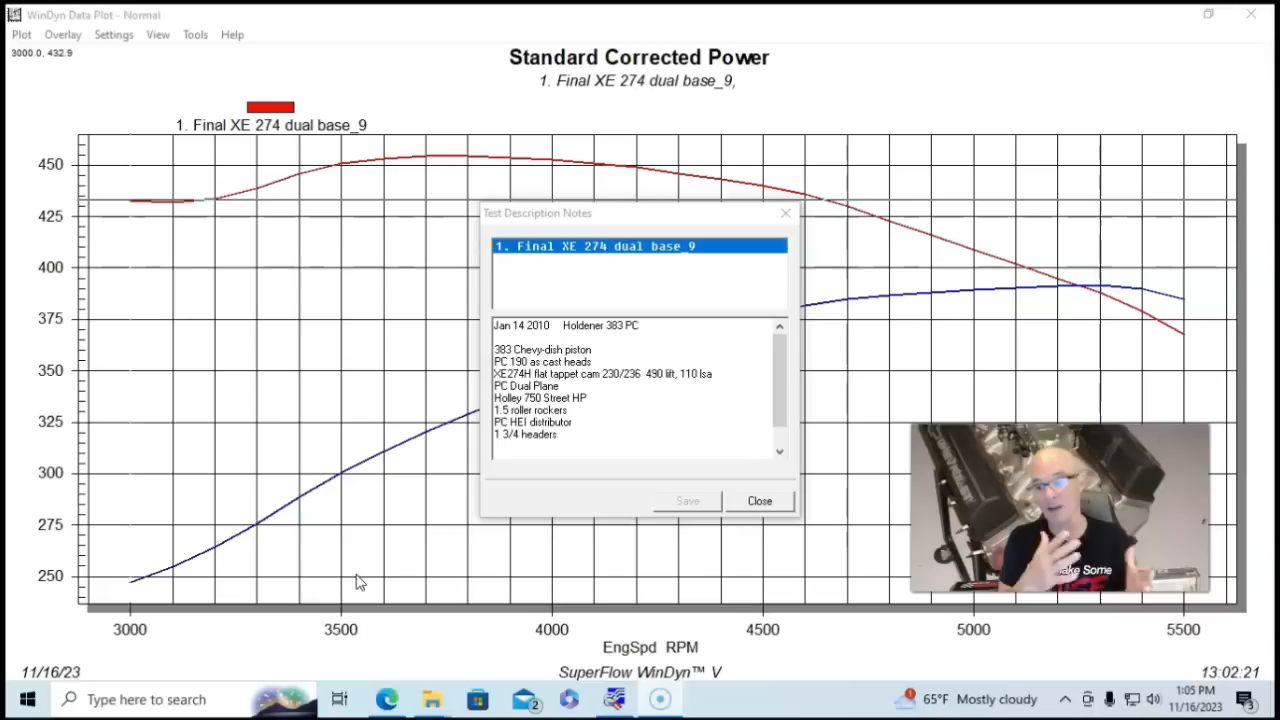 WinDyn Data Plot - Normal
Plot Overlay Settings View Tools Help
3000.0, 432.9
Standard Corrected Power
1. Final XE 274 dual base_9,
1. Final XE 274 dual base_9
450
425
400
375
350
325
300
275
250
3000 3500 4000 4500 5000 5500
EngSpd RPM
Test Description Notes
1. Final XE 274 dual base_9
Jan 14 2010 Holdener 383 PC
383 Chevy-dish piston
PC 190 as cast heads
XE274H flat tappet cam 230/236 490 lift, 110 lsa
PC Dual Plane
Holley 750 Street HP
1.5 roller rockers
PC HEI distributor
1 3/4 headers
Save Close
ake Some
11/16/23 SuperFlow WinDyn™ V 13:02:21
Type here to search
2
65°F Mostly cloudy
1:05 PM
11/16/2023
3